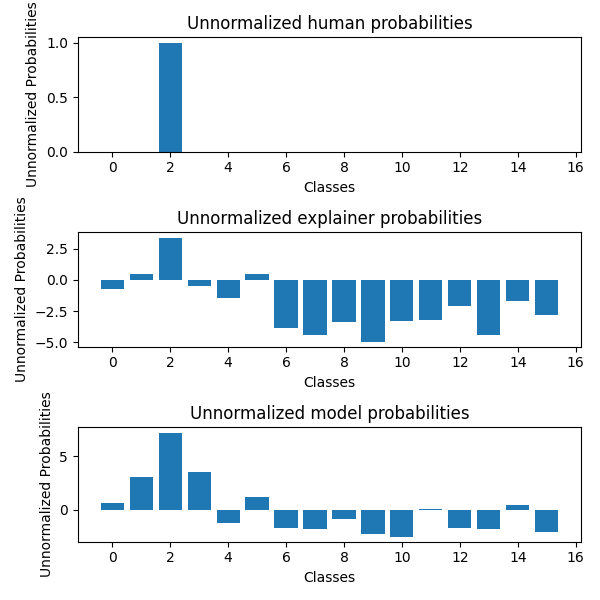 Unnormalized human probabilities
Unnormalized Probabilities
1.0
0.5
0.0
0 2 4 6 8 10 12 14 16
Classes
Unnormalized explainer probabilities
Unnormalized Probabilities
2.5
0.0
−2.5
−5.0
0 2 4 6 8 10 12 14 16
Classes
Unnormalized model probabilities
Unnormalized Probabilities
5
0
0 2 4 6 8 10 12 14 16
Classes